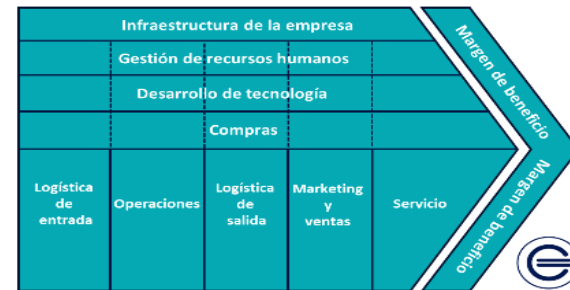 Infraestructura de la empresa
Gestión de recursos humanos
Desarrollo de tecnología
Compras
Logística
de
entrada
Operaciones
Logística
de
salida
Marketing
y
ventas
Servicio
Margen de beneficio
Margen de beneficio